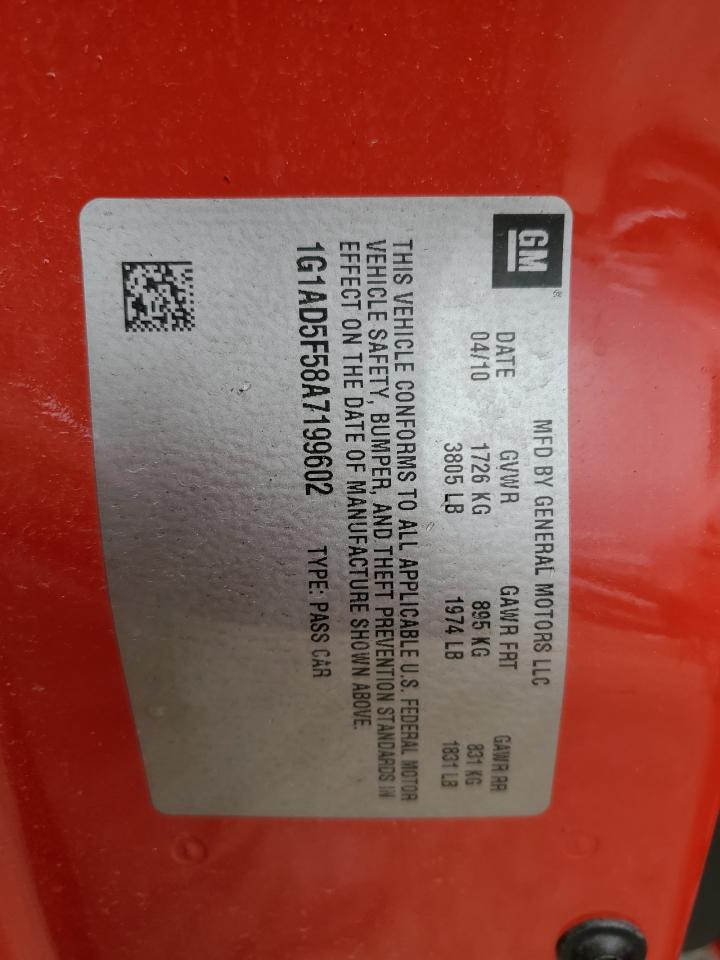 GM ®
MFD BY GENERAL MOTORS LLC
DATE GVWR GAWR FRT GAWR RR
04/10 1726 KG 895 KG 831 KG
3805 LB 1974 LB 1831 LB
THIS VEHICLE CONFORMS TO ALL APPLICABLE U.S. FEDERAL MOTOR
VEHICLE SAFETY, BUMPER, AND THEFT PREVENTION STANDARDS IN
EFFECT ON THE DATE OF MANUFACTURE SHOWN ABOVE.
1G1AD5F58A7199602 TYPE: PASS CAR